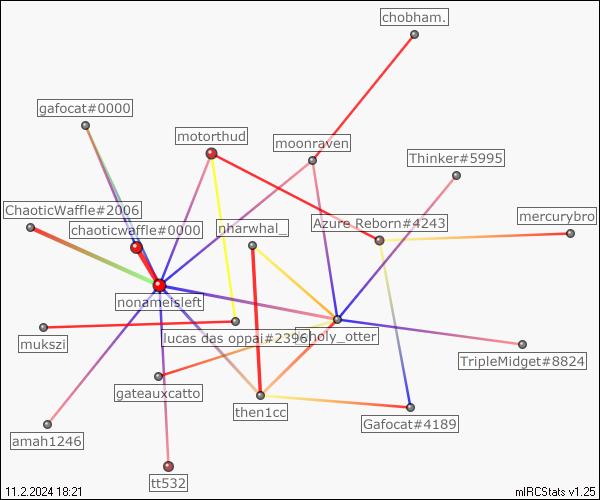 chobham.
gafocat#0000
motorthud
moonraven
Thinker#5995
ChaoticWaffle#2006
chaoticwaffle#0000
nharwhal_
Azure Reborn#4243
mercurybro
nonameisleft
mukszi
lucas das oppai#2396
holy_otter
TripleMidget#8824
gateauxcatto
then1cc
Gafocat#4189
amah1246
tt532
11.2.2024 18:21
mIRCStats v1.25